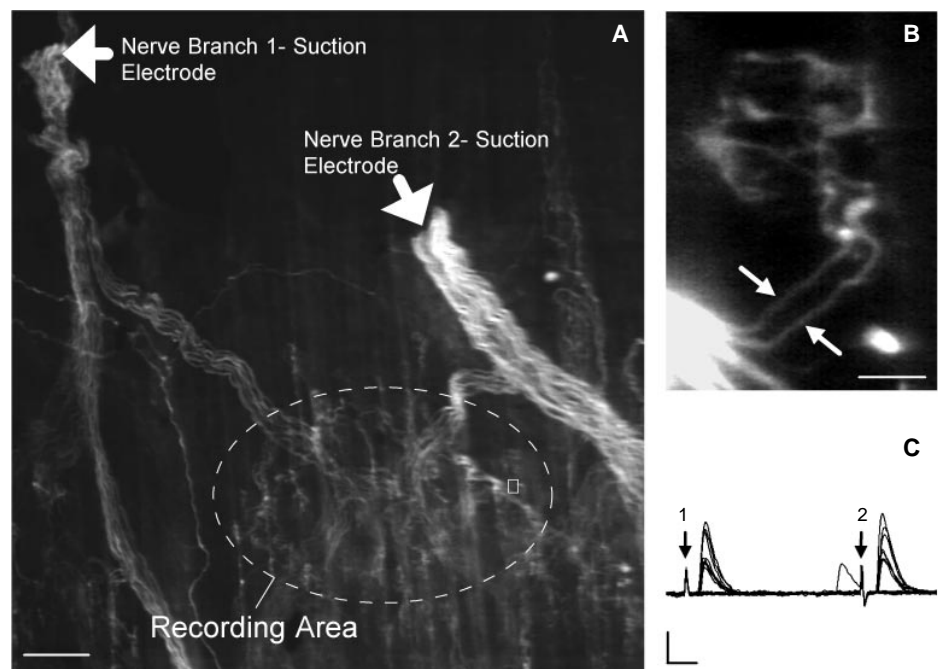 A
Nerve Branch 1- Suction
Electrode
Nerve Branch 2- Suction
Electrode
Recording Area
B
C
1
2